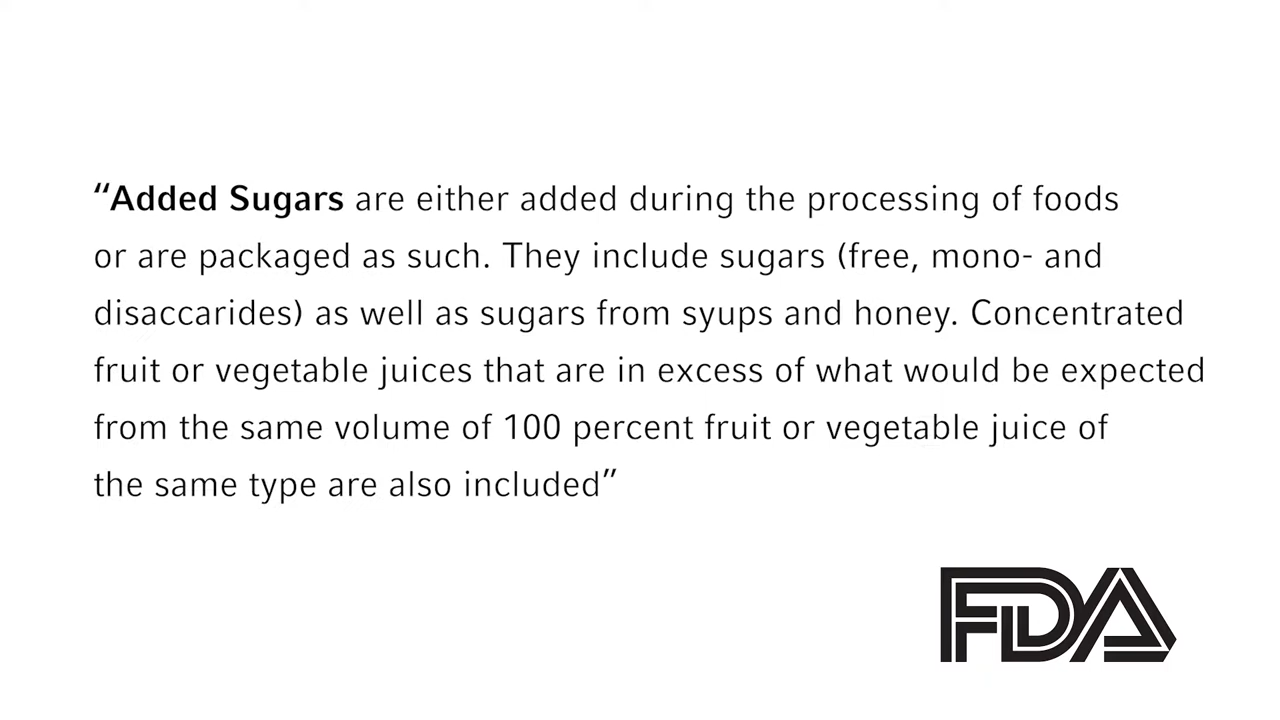 “Added Sugars are either added during the processing of foods
or are packaged as such. They include sugars (free, mono- and
disaccarides) as well as sugars from syups and honey. Concentrated
fruit or vegetable juices that are in excess of what would be expected
from the same volume of 100 percent fruit or vegetable juice of
the same type are also included”
FDA